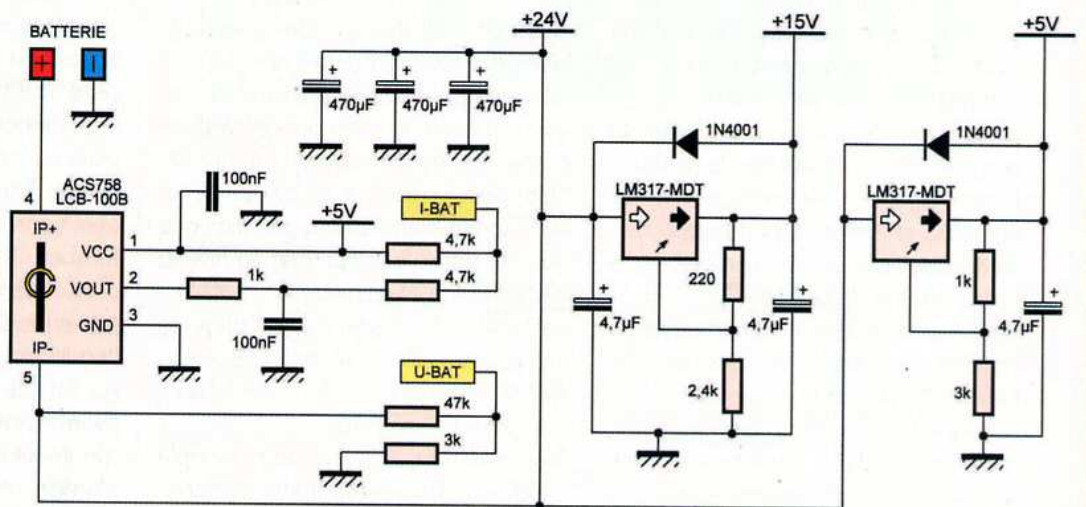 BATTERIE
+
I
+24V
+15V
+5V
+
+
+
470µF
470µF
470µF
1N4001
1N4001
ACS758
LCB-100B
4
IP+
VCC
1
VOUT
2
GND
3
IP-
5
100nF
+5V
I-BAT
4,7k
4,7k
1k
100nF
U-BAT
47k
3k
LM317-MDT
220
2,4k
+
4,7µF
+
4,7µF
LM317-MDT
1k
3k
+
4,7µF